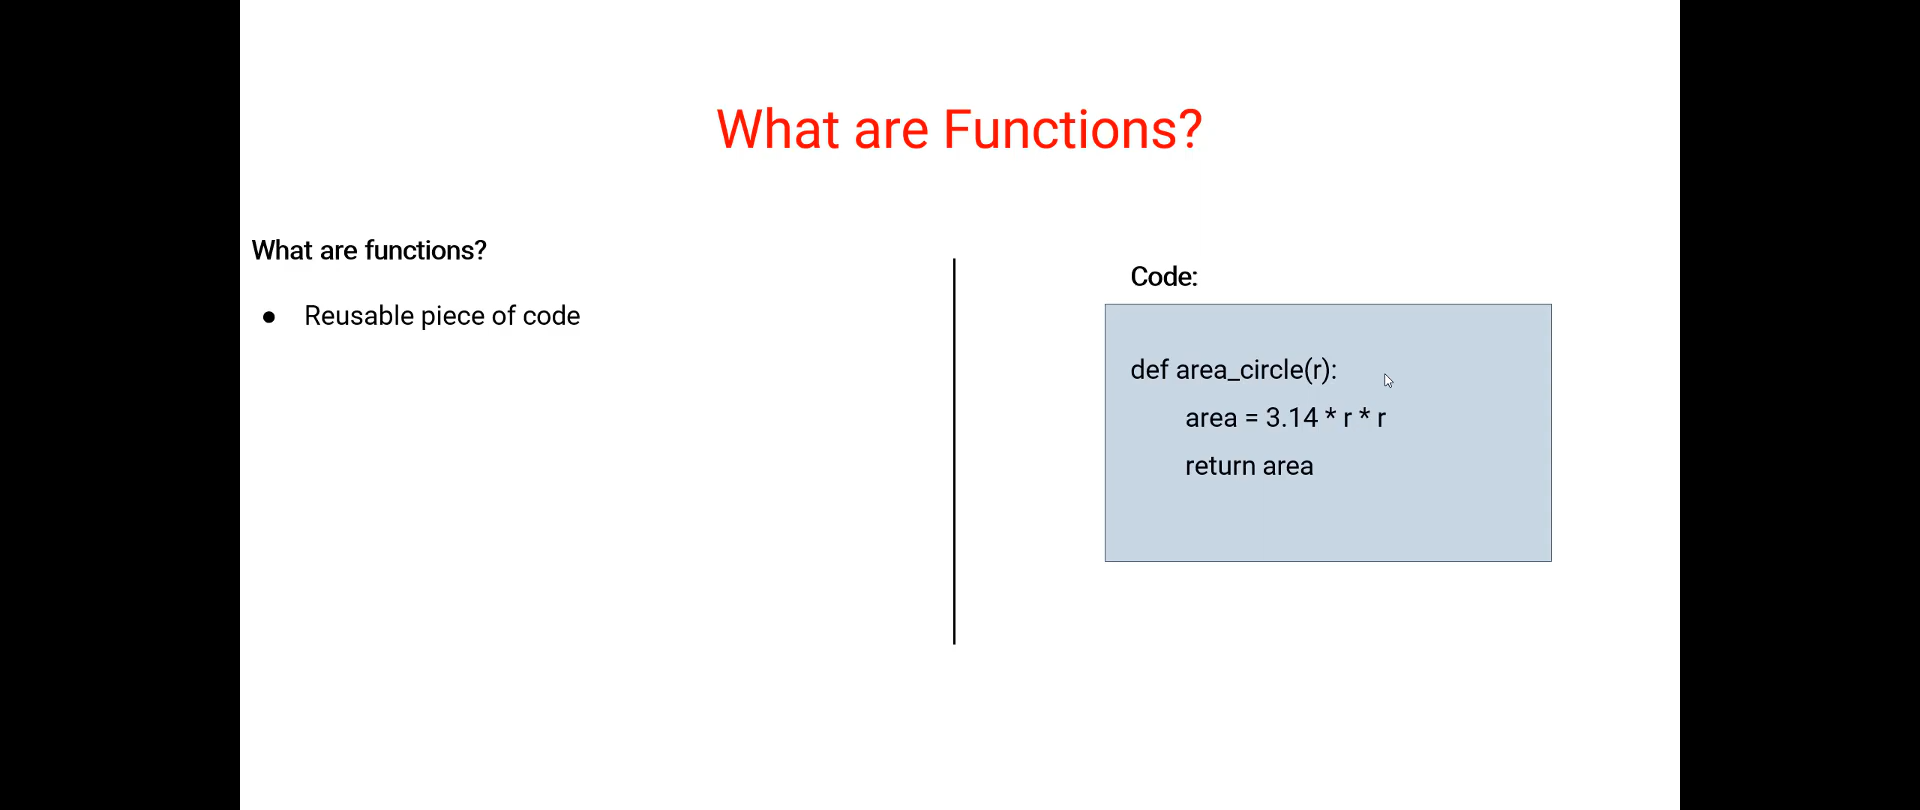 What are Functions?
What are functions?
● Reusable piece of code
Code:
def area_circle(r):
area = 3.14 * r * r
return area